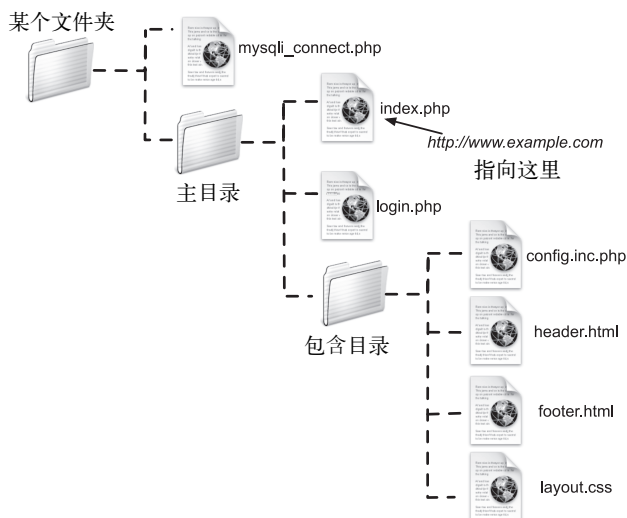 某个文件夹
mysqli_connect.php
index.php
http://www.example.com
指向这里
主目录
login.php
config.inc.php
包含目录
header.html
footer.html
layout.css